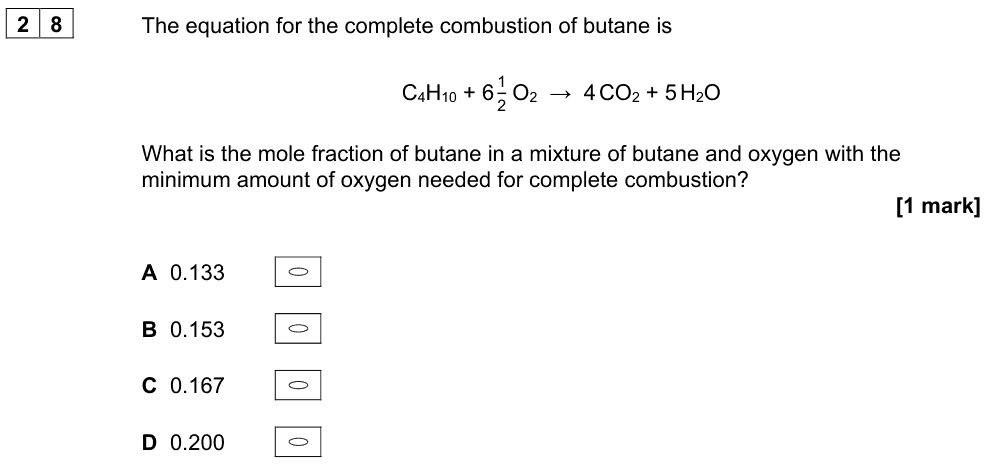 2 8 The equation for the complete combustion of butane is
C₄H₁₀ + 6 1/2 O₂ → 4 CO₂ + 5 H₂O
What is the mole fraction of butane in a mixture of butane and oxygen with the
minimum amount of oxygen needed for complete combustion?
[1 mark]
A 0.133
B 0.153
C 0.167
D 0.200